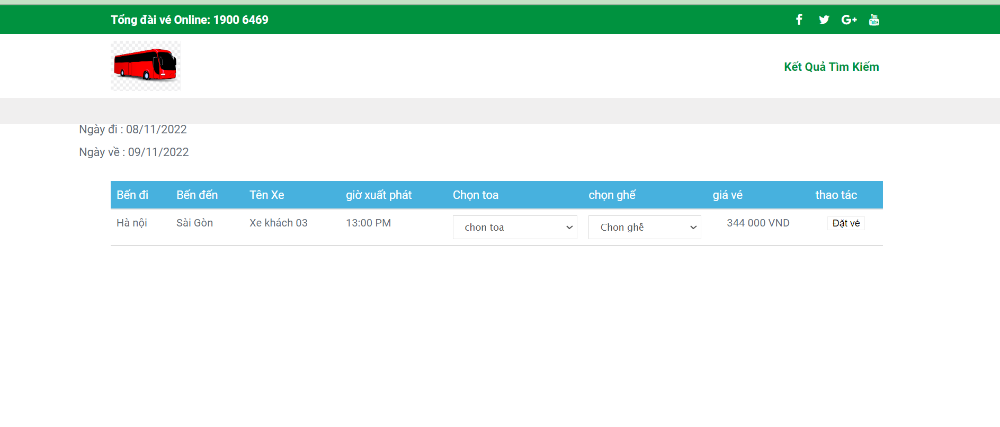 Tổng đài vé Online: 1900 6469
You
Tube
Kết Quả Tìm Kiếm
Ngày đi : 08/11/2022
Ngày về : 09/11/2022
Bến đi Bến đến Tên Xe giờ xuất phát Chọn toa chọn ghế giá vé thao tác
Hà nội Sài Gòn Xe khách 03 13:00 PM chọn toa Chọn ghế 344 000 VND Đặt vé